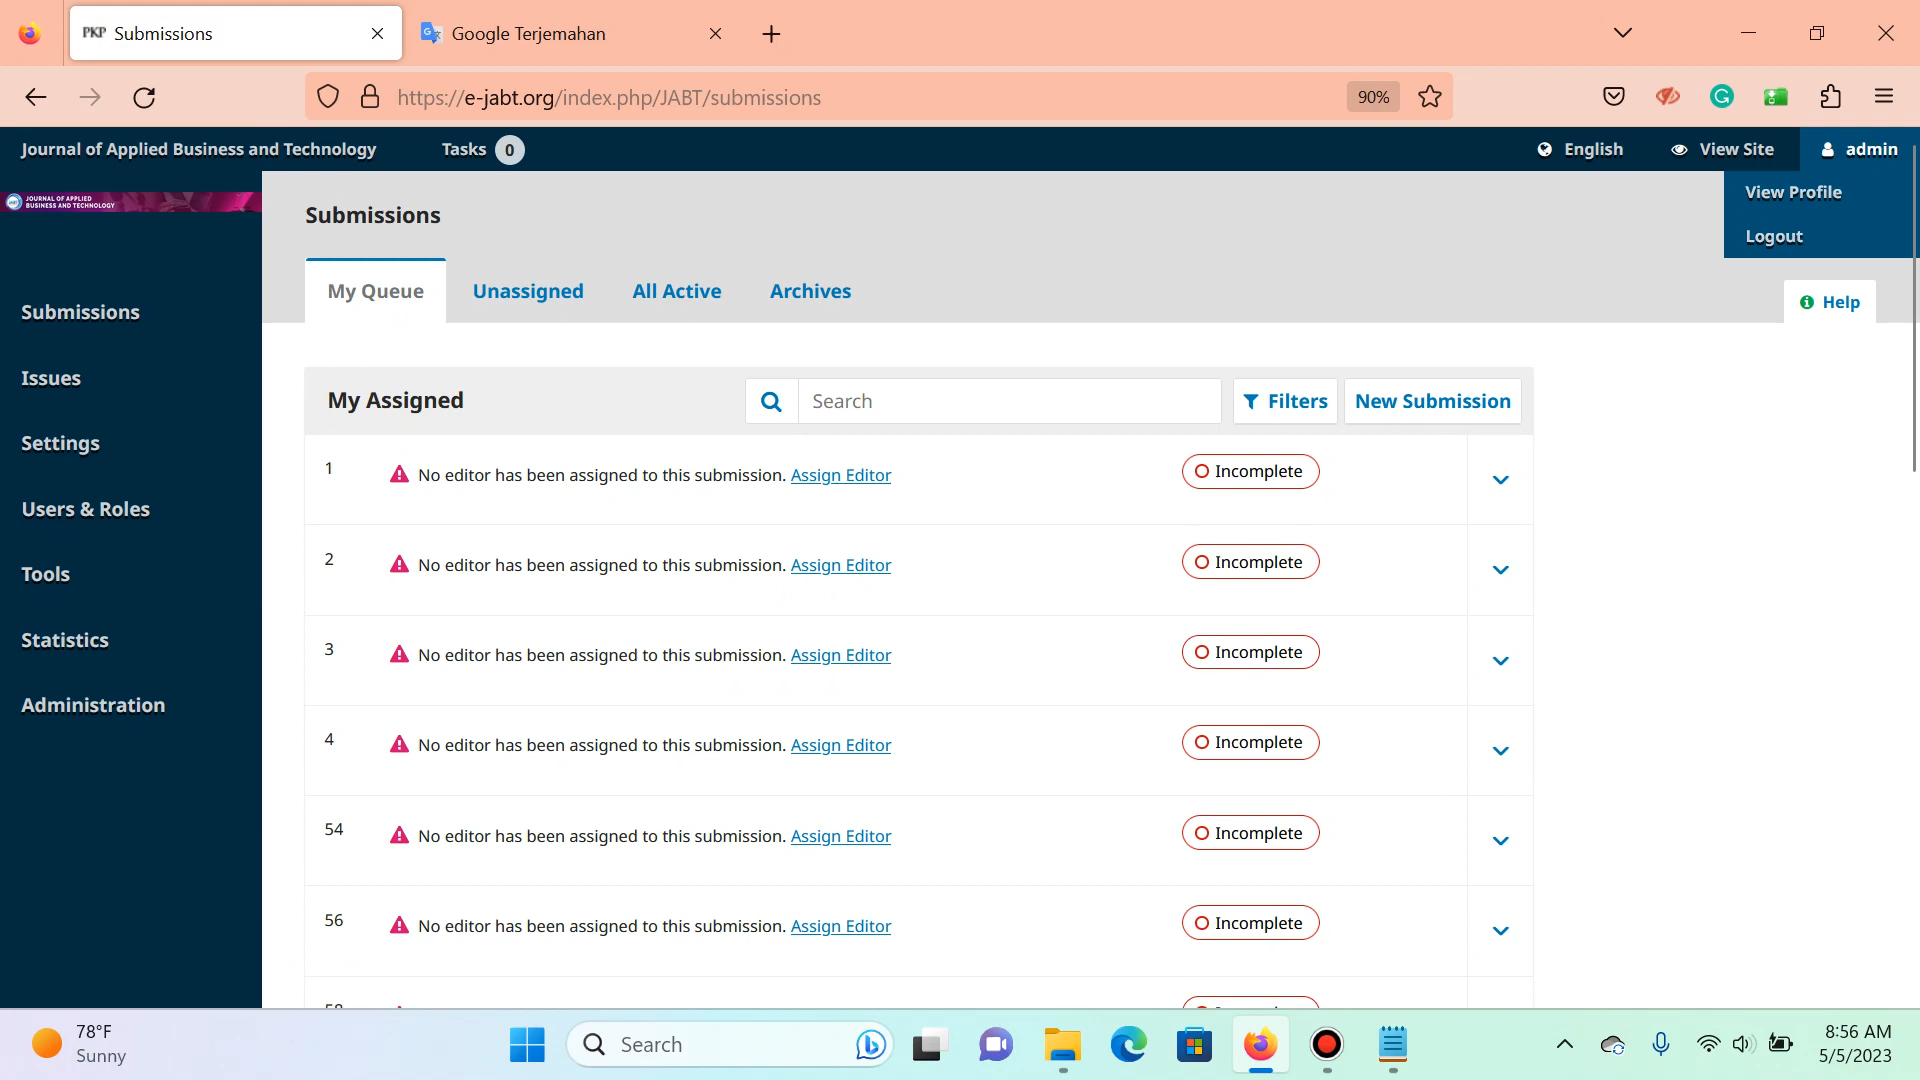 PKP Submissions
Google Terjemahan
https://e-jabt.org/index.php/JABT/submissions
90%
Journal of Applied Business and Technology
Tasks 0
English
View Site
admin
View Profile
Logout
JOURNAL OF APPLIED
BUSINESS AND TECHNOLOGY
Submissions
My Queue
Unassigned
All Active
Archives
Help
Submissions
Issues
Settings
Users & Roles
Tools
Statistics
Administration
My Assigned
Search
Filters
New Submission
1 No editor has been assigned to this submission. Assign Editor Incomplete
2 No editor has been assigned to this submission. Assign Editor Incomplete
3 No editor has been assigned to this submission. Assign Editor Incomplete
4 No editor has been assigned to this submission. Assign Editor Incomplete
54 No editor has been assigned to this submission. Assign Editor Incomplete
56 No editor has been assigned to this submission. Assign Editor Incomplete
78°F
Sunny
Search
8:56 AM
5/5/2023